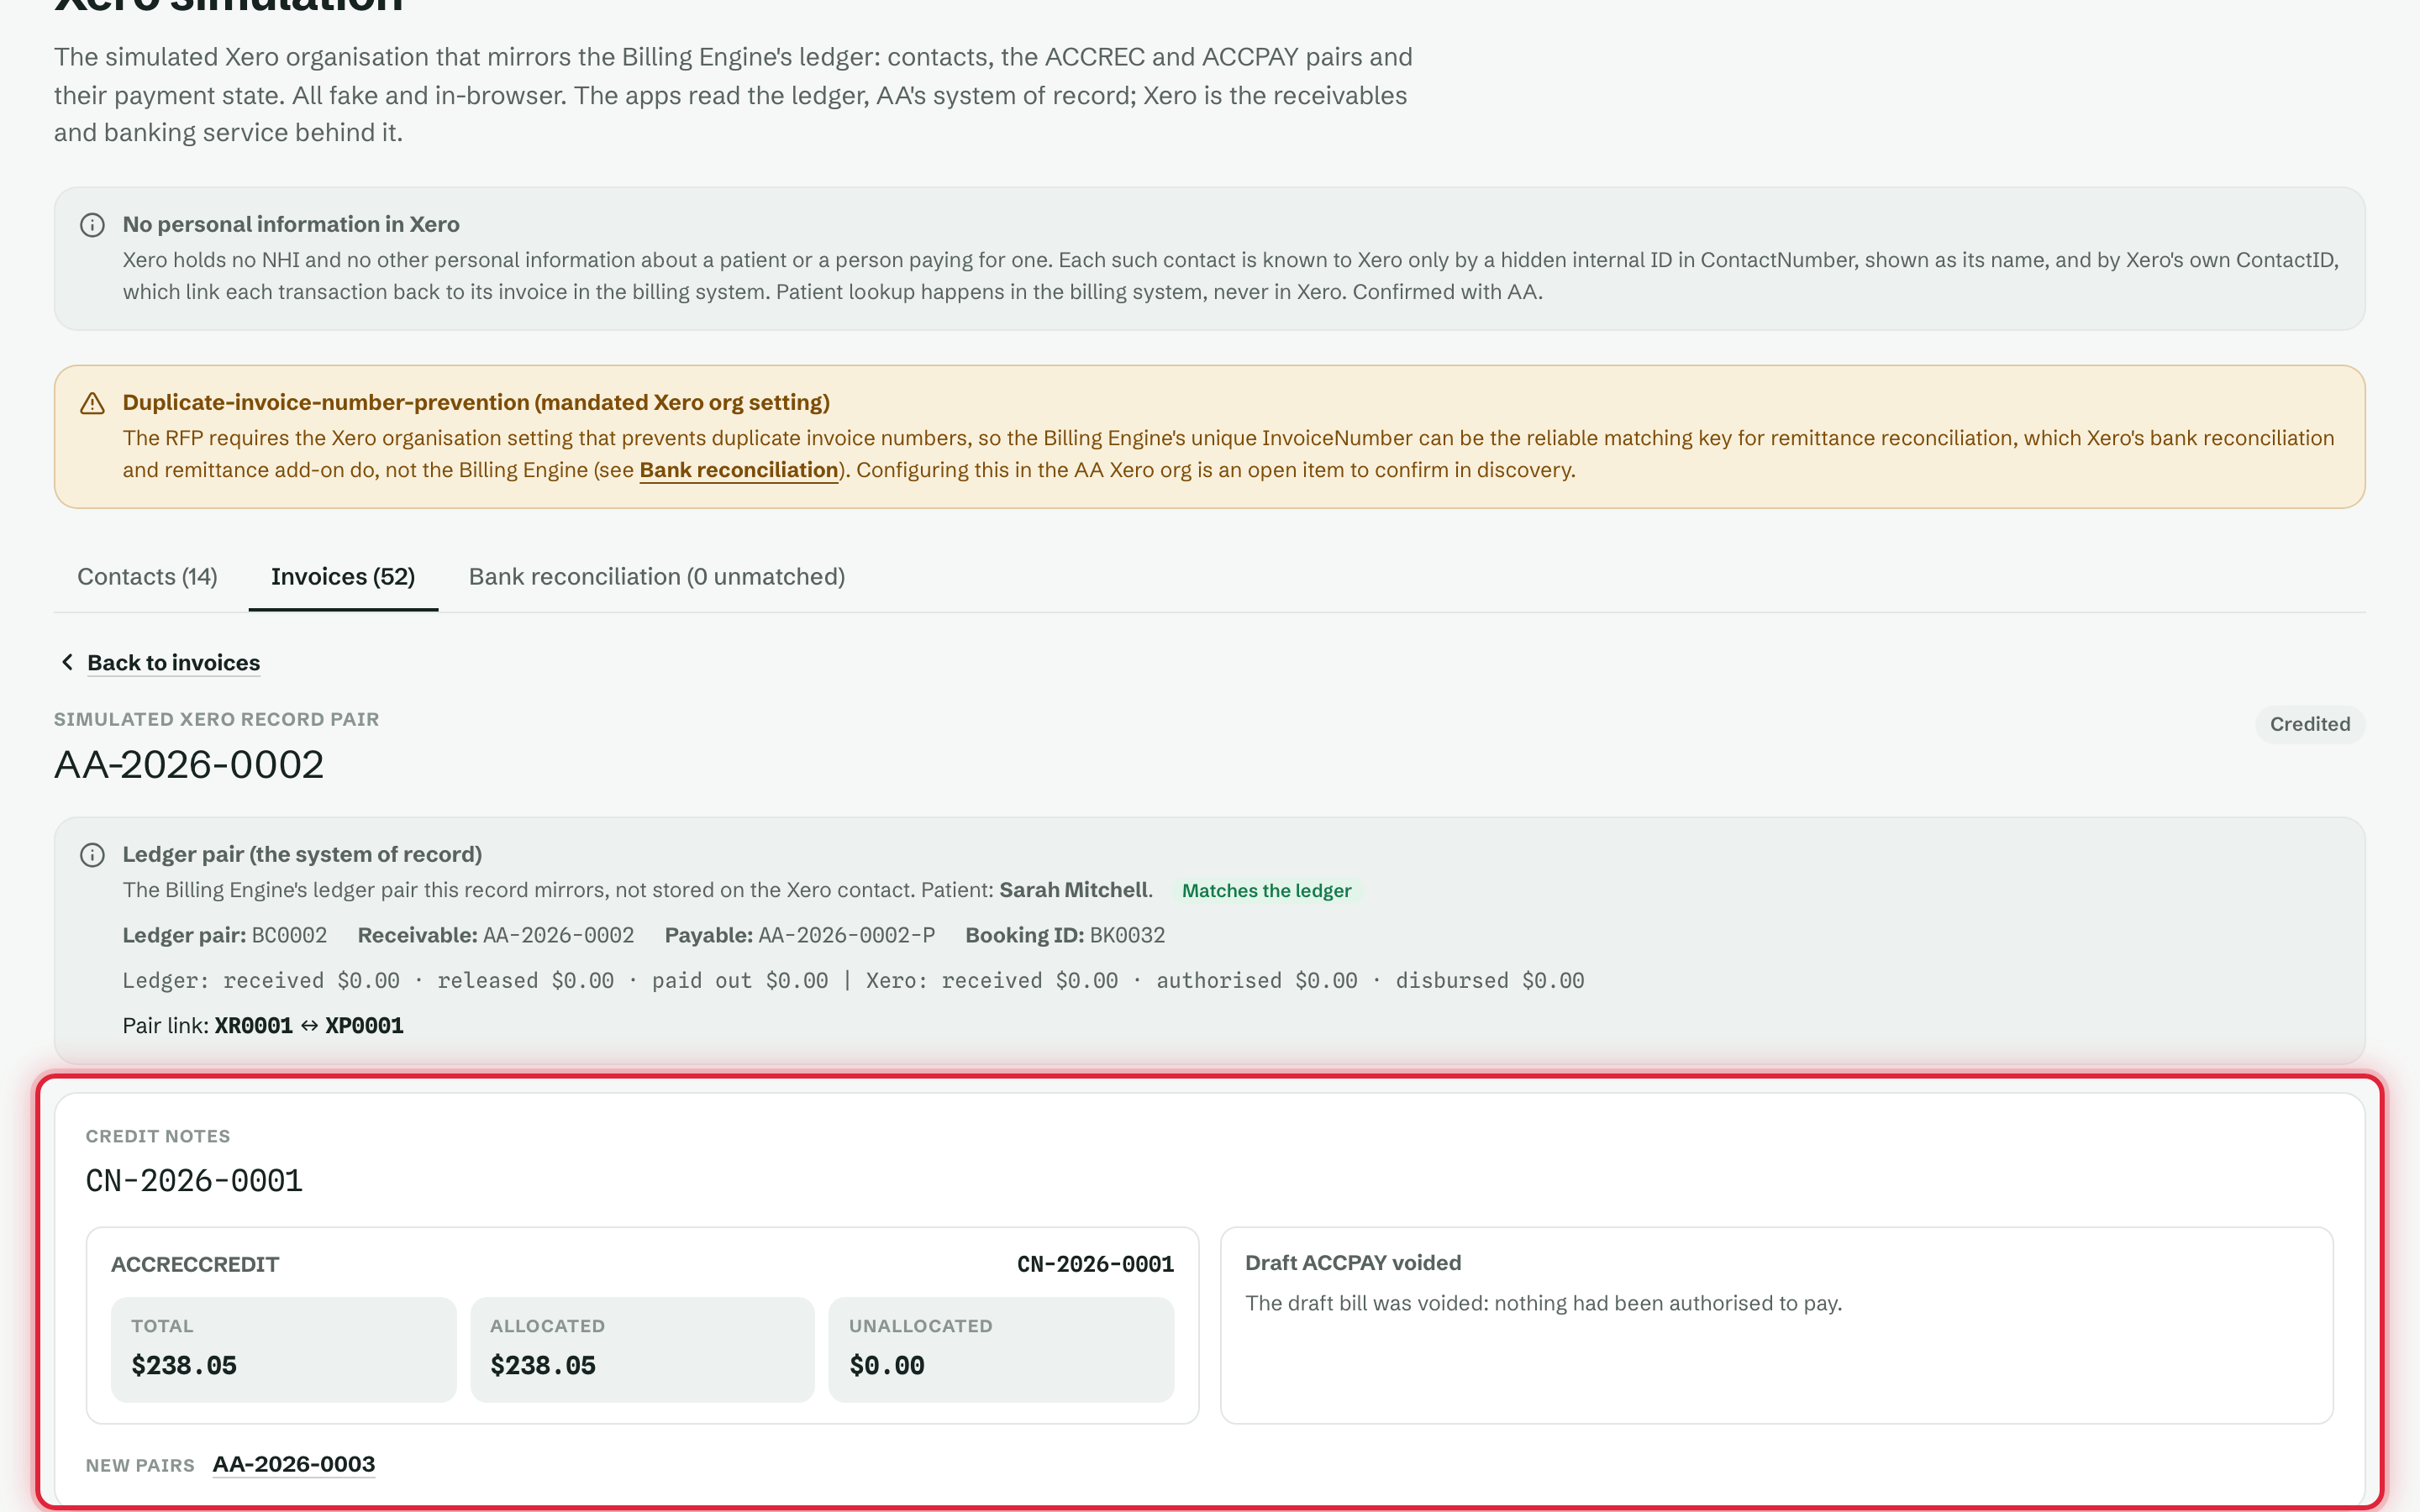 Xero simulation
The simulated Xero organisation that mirrors the Billing Engine's ledger: contacts, the ACCREC and ACCPAY pairs and
their payment state. All fake and in-browser. The apps read the ledger, AA's system of record; Xero is the receivables
and banking service behind it.
No personal information in Xero
Xero holds no NHI and no other personal information about a patient or a person paying for one. Each such contact is known to Xero only by a hidden internal ID in ContactNumber, shown as its name, and by Xero's own ContactID,
which link each transaction back to its invoice in the billing system. Patient lookup happens in the billing system, never in Xero. Confirmed with AA.
Duplicate-invoice-number-prevention (mandated Xero org setting)
The RFP requires the Xero organisation setting that prevents duplicate invoice numbers, so the Billing Engine's unique InvoiceNumber can be the reliable matching key for remittance reconciliation, which Xero's bank reconciliation
and remittance add-on do, not the Billing Engine (see Bank reconciliation). Configuring this in the AA Xero org is an open item to confirm in discovery.
Contacts (14) Invoices (52) Bank reconciliation (0 unmatched)
Back to invoices
SIMULATED XERO RECORD PAIR
Credited
AA-2026-0002
Ledger pair (the system of record)
The Billing Engine's ledger pair this record mirrors, not stored on the Xero contact. Patient: Sarah Mitchell. Matches the ledger
Ledger pair: BC0002 Receivable: AA-2026-0002 Payable: AA-2026-0002-P Booking ID: BK0032
Ledger: received $0.00 · released $0.00 · paid out $0.00 | Xero: received $0.00 · authorised $0.00 · disbursed $0.00
Pair link: XR0001 ↔ XP0001
CREDIT NOTES
CN-2026-0001
ACCRECCREDIT CN-2026-0001
TOTAL ALLOCATED UNALLOCATED
$238.05 $238.05 $0.00
Draft ACCPAY voided
The draft bill was voided: nothing had been authorised to pay.
NEW PAIRS AA-2026-0003